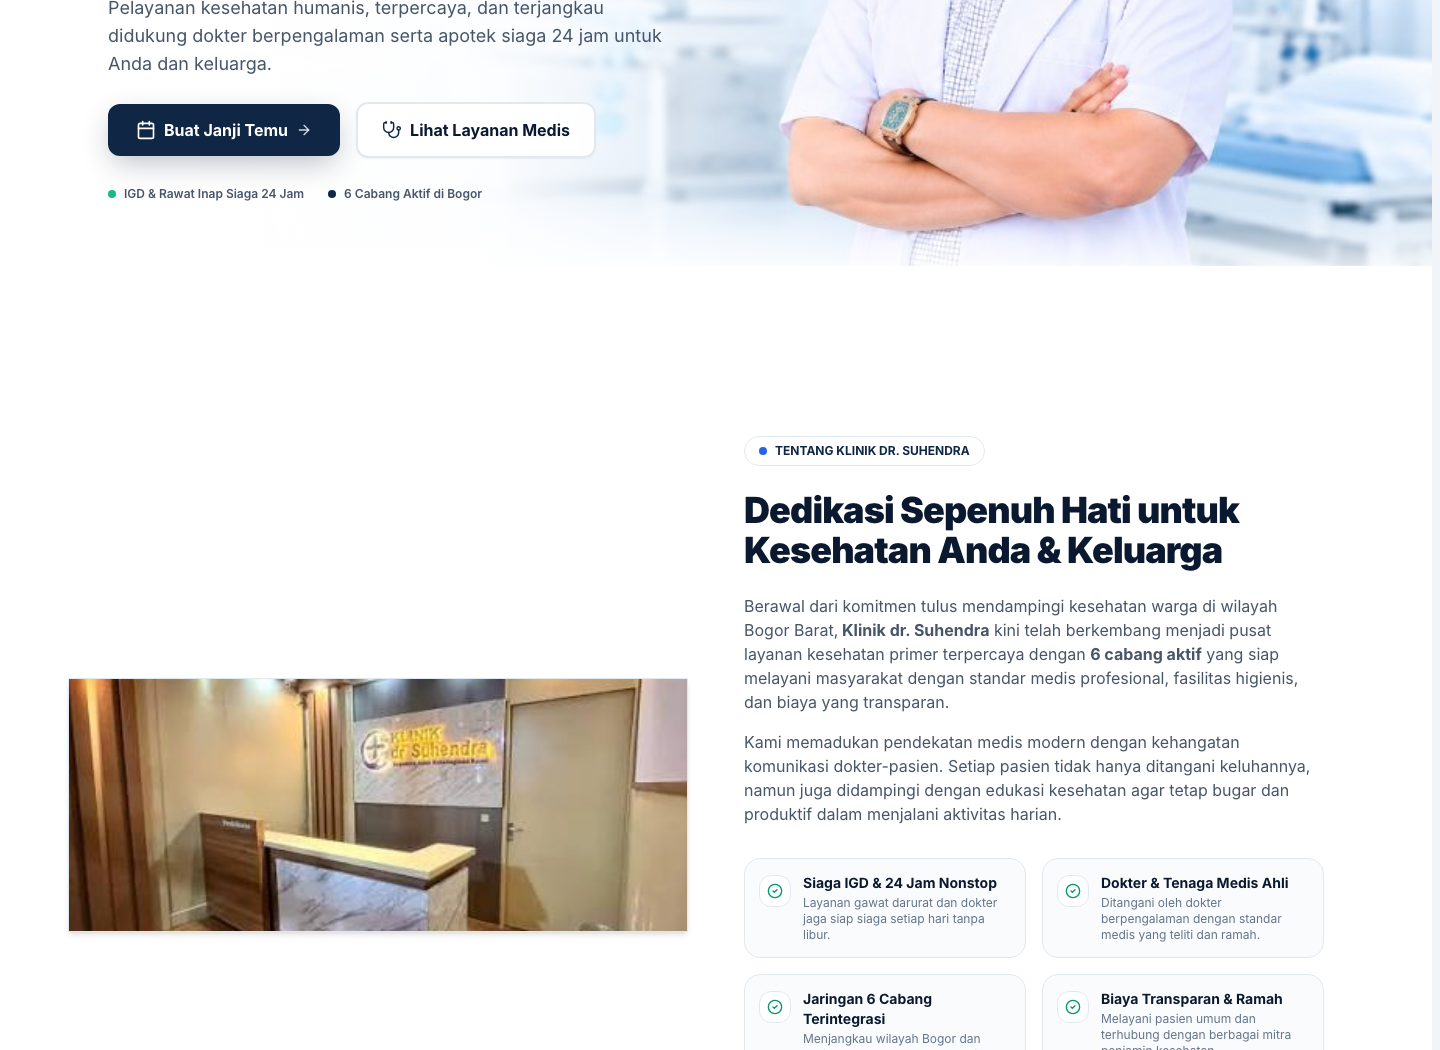 Pelayanan kesehatan humanis, terpercaya, dan terjangkau
didukung dokter berpengalaman serta apotek siaga 24 jam untuk
Anda dan keluarga.
Buat Janji Temu
Lihat Layanan Medis
IGD & Rawat Inap Siaga 24 Jam
6 Cabang Aktif di Bogor
TENTANG KLINIK DR. SUHENDRA
Dedikasi Sepenuh Hati untuk
Kesehatan Anda & Keluarga
Berawal dari komitmen tulus mendampingi kesehatan warga di wilayah
Bogor Barat, Klinik dr. Suhendra kini telah berkembang menjadi pusat
layanan kesehatan primer terpercaya dengan 6 cabang aktif yang siap
melayani masyarakat dengan standar medis profesional, fasilitas higienis,
dan biaya yang transparan.
Kami memadukan pendekatan medis modern dengan kehangatan
komunikasi dokter-pasien. Setiap pasien tidak hanya ditangani keluhannya,
namun juga didampingi dengan edukasi kesehatan agar tetap bugar dan
produktif dalam menjalani aktivitas harian.
KLINIK
dr Suhendra
Siaga IGD & 24 Jam Nonstop
Layanan gawat darurat dan dokter
jaga siap siaga setiap hari tanpa
libur.
Dokter & Tenaga Medis Ahli
Ditangani oleh dokter
berpengalaman dengan standar
medis yang teliti dan ramah.
Jaringan 6 Cabang
Terintegrasi
Menjangkau wilayah Bogor dan
Biaya Transparan & Ramah
Melayani pasien umum dan
terhubung dengan berbagai mitra
penjamin kesehatan.